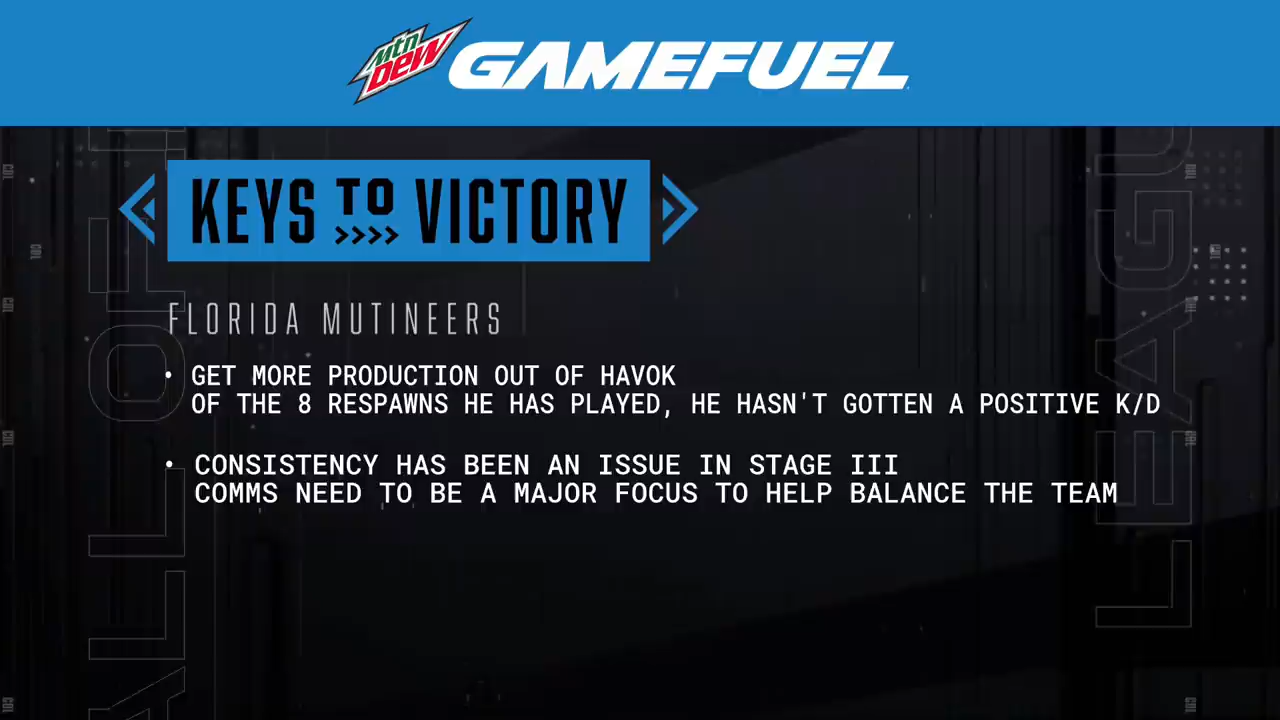 Mtn DEW GAMEFUEL
KEYS TO VICTORY
FLORIDA MUTINEERS
• GET MORE PRODUCTION OUT OF HAVOK
OF THE 8 RESPAWNS HE HAS PLAYED, HE HASN'T GOTTEN A POSITIVE K/D
• CONSISTENCY HAS BEEN AN ISSUE IN STAGE III
COMMS NEED TO BE A MAJOR FOCUS TO HELP BALANCE THE TEAM